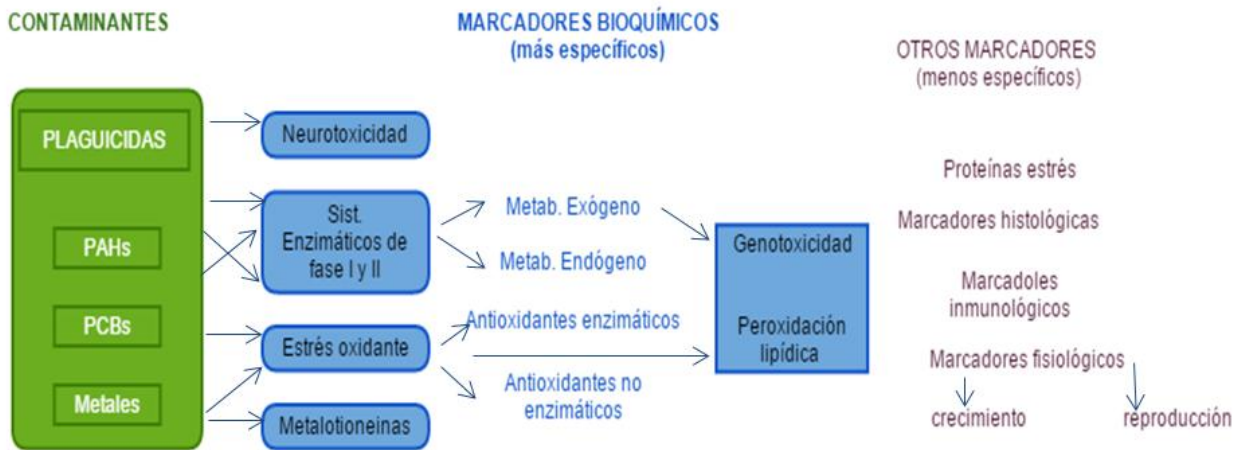 CONTAMINANTES
PLAGUICIDAS
PAHs
PCBs
Metales
MARCADORES BIOQUÍMICOS
(más específicos)
Neurotoxicidad
Sist.
Enzimáticos de
fase I y II
Estrés oxidante
Metalotioneinas
Metab. Exógeno
Metab. Endógeno
Antioxidantes enzimáticos
Antioxidantes no
enzimáticos
Genotoxicidad
Peroxidación
lipídica
OTROS MARCADORES
(menos específicos)
Proteínas estrés
Marcadores histológicas
Marcadoles
inmunológicos
Marcadores fisiológicos
crecimiento
reproducción